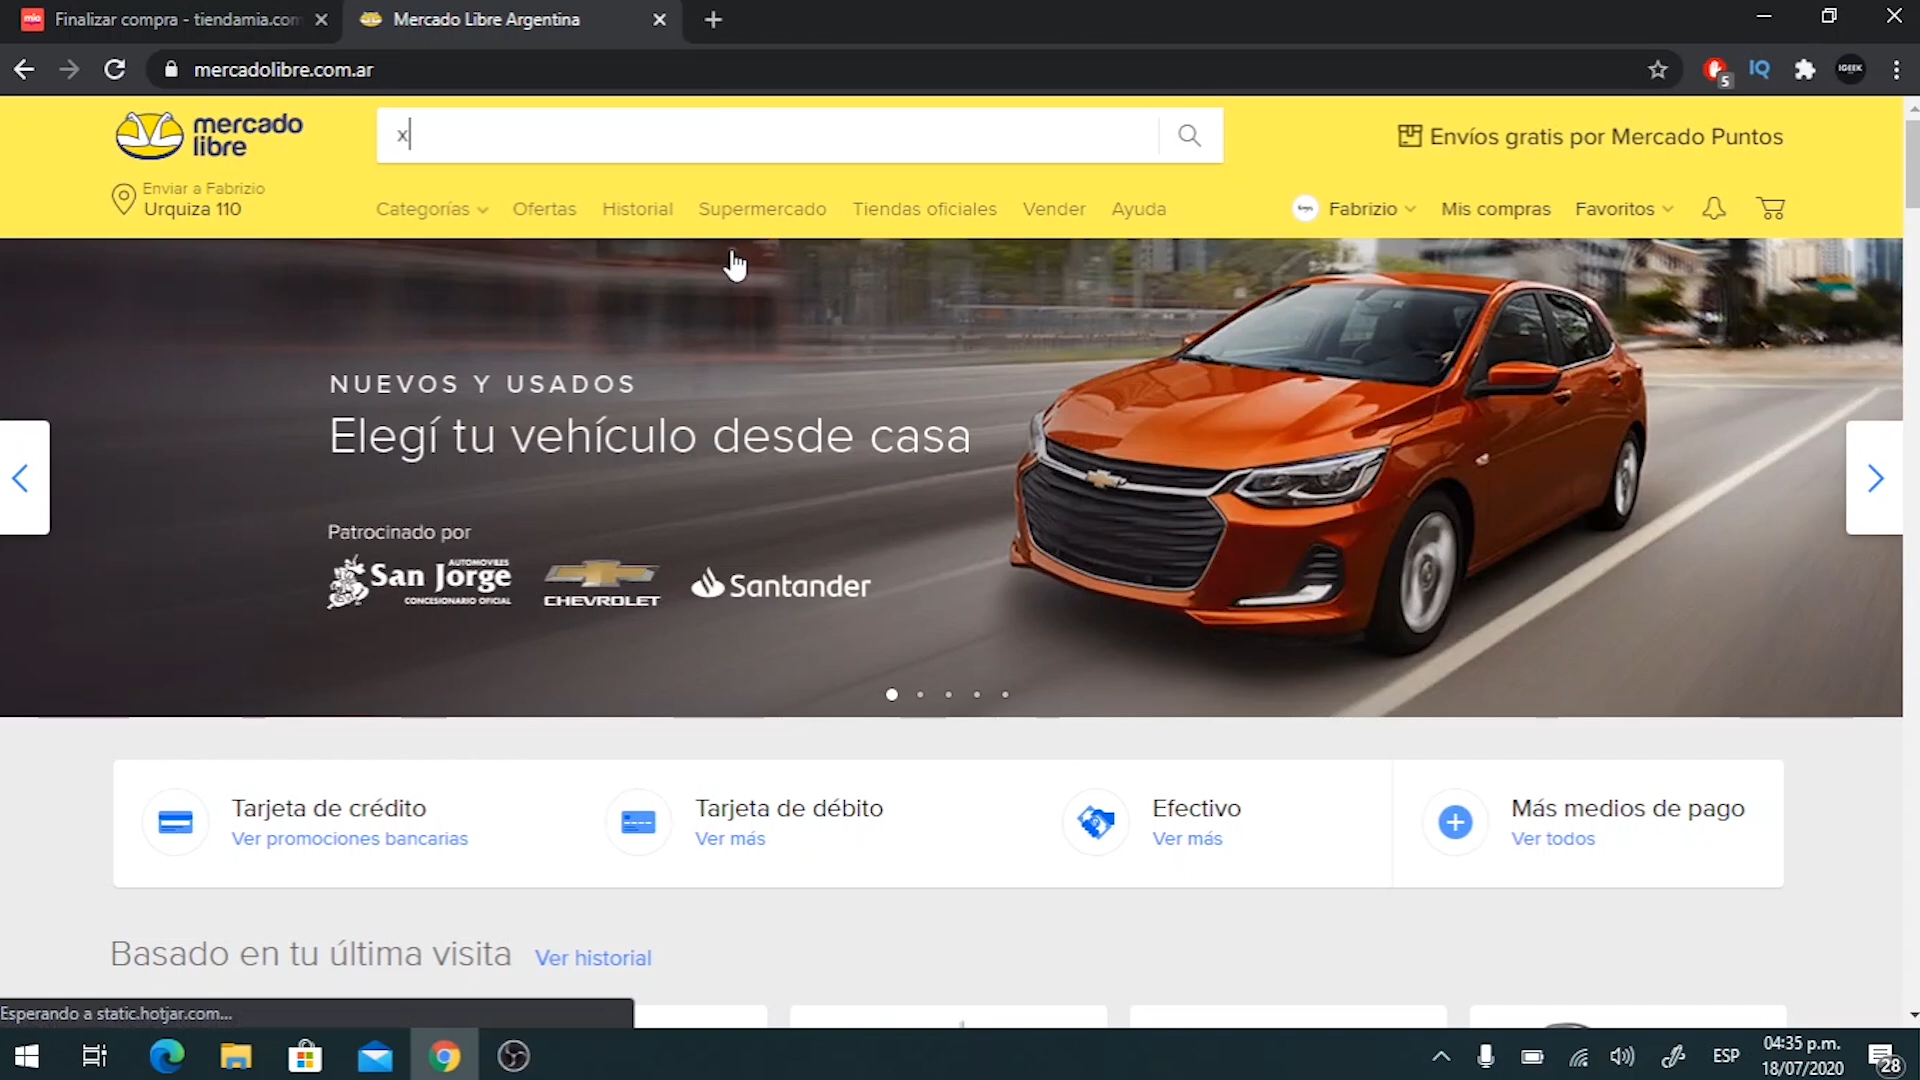 Finalizar compra - tiendamia.com
Mercado Libre Argentina
mercadolibre.com.ar
5
IQ
IGEEK
mercado
libre
x
Envíos gratis por Mercado Puntos
Enviar a Fabrizio
Urquiza 110
Categorías
Ofertas
Historial
Supermercado
Tiendas oficiales
Vender
Ayuda
Fabrizio
Mis compras
Favoritos
NUEVOS Y USADOS
Elegí tu vehículo desde casa
Patrocinado por
AUTOMOVILES
San Jorge
CONCESIONARIO OFICIAL
CHEVROLET
Santander
Tarjeta de crédito
Ver promociones bancarias
Tarjeta de débito
Ver más
Efectivo
Ver más
Más medios de pago
Ver todos
Basado en tu última visita
Ver historial
Esperando a static.hotjar.com...
ESP
04:35 p.m.
18/07/2020
28